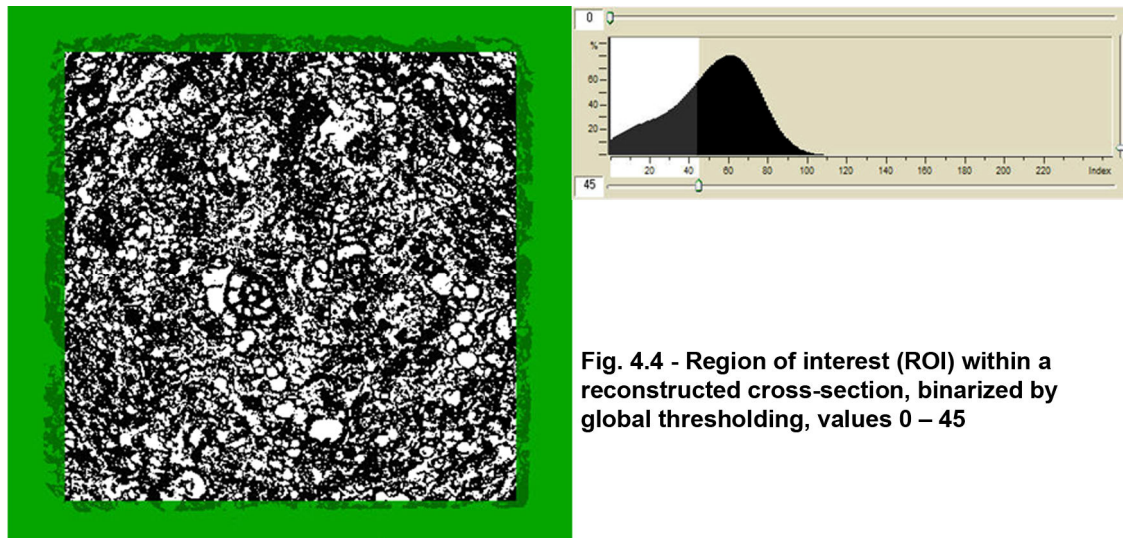 0
%
60
40
20
20 40 60 80 100 120 140 160 180 200 220 Index
45
Fig. 4.4 - Region of interest (ROI) within a
reconstructed cross-section, binarized by
global thresholding, values 0 – 45